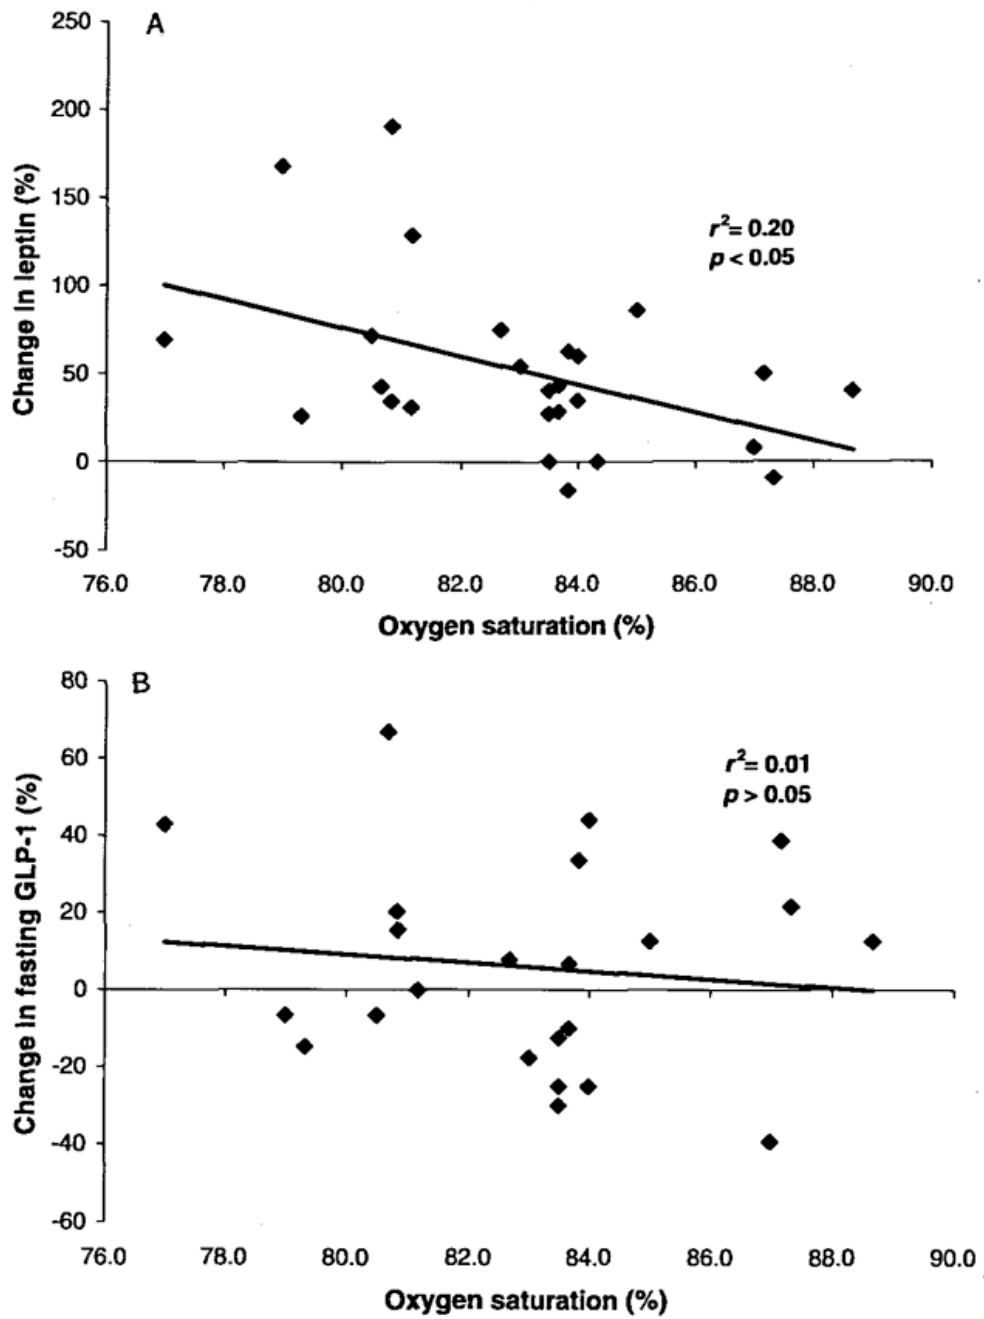 A
250
200
150
100
50
0
-50
Change in leptin (%)
r²= 0.20
p < 0.05
76.0 78.0 80.0 82.0 84.0 86.0 88.0 90.0
Oxygen saturation (%)
B
80
60
40
20
0
-20
-40
-60
Change in fasting GLP-1 (%)
r²= 0.01
p > 0.05
76.0 78.0 80.0 82.0 84.0 86.0 88.0 90.0
Oxygen saturation (%)